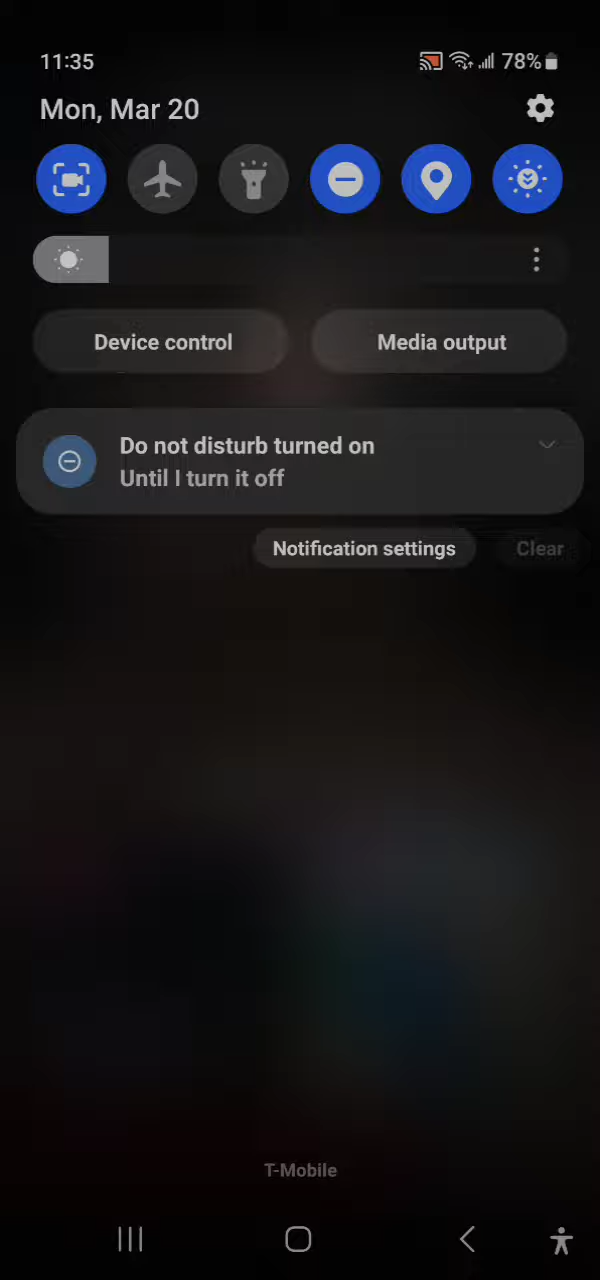 11:35
78%
Mon, Mar 20
Device control
Media output
Do not disturb turned on
Until I turn it off
Notification settings
Clear
T-Mobile